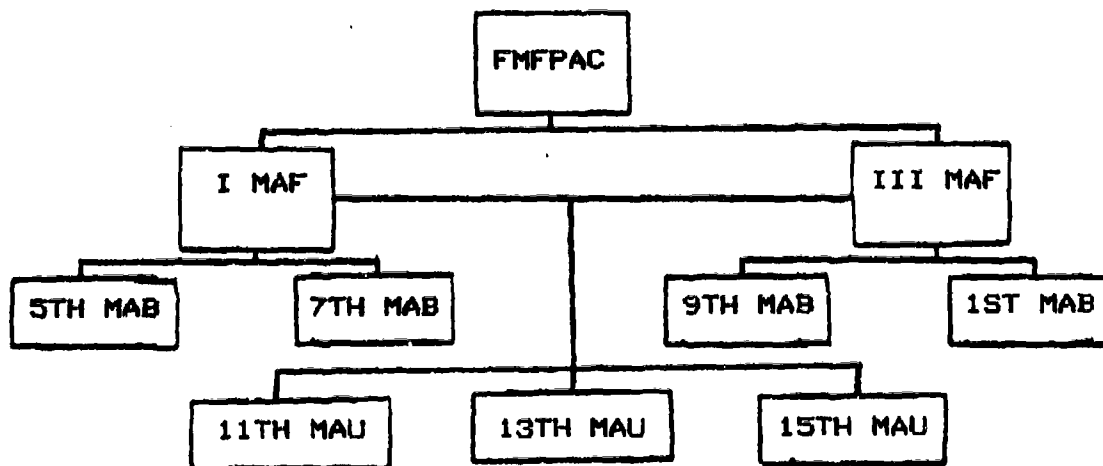 FMFPAC
I MAF
III MAF
5TH MAB
7TH MAB
9TH MAB
1ST MAB
11TH MAU
13TH MAU
15TH MAU